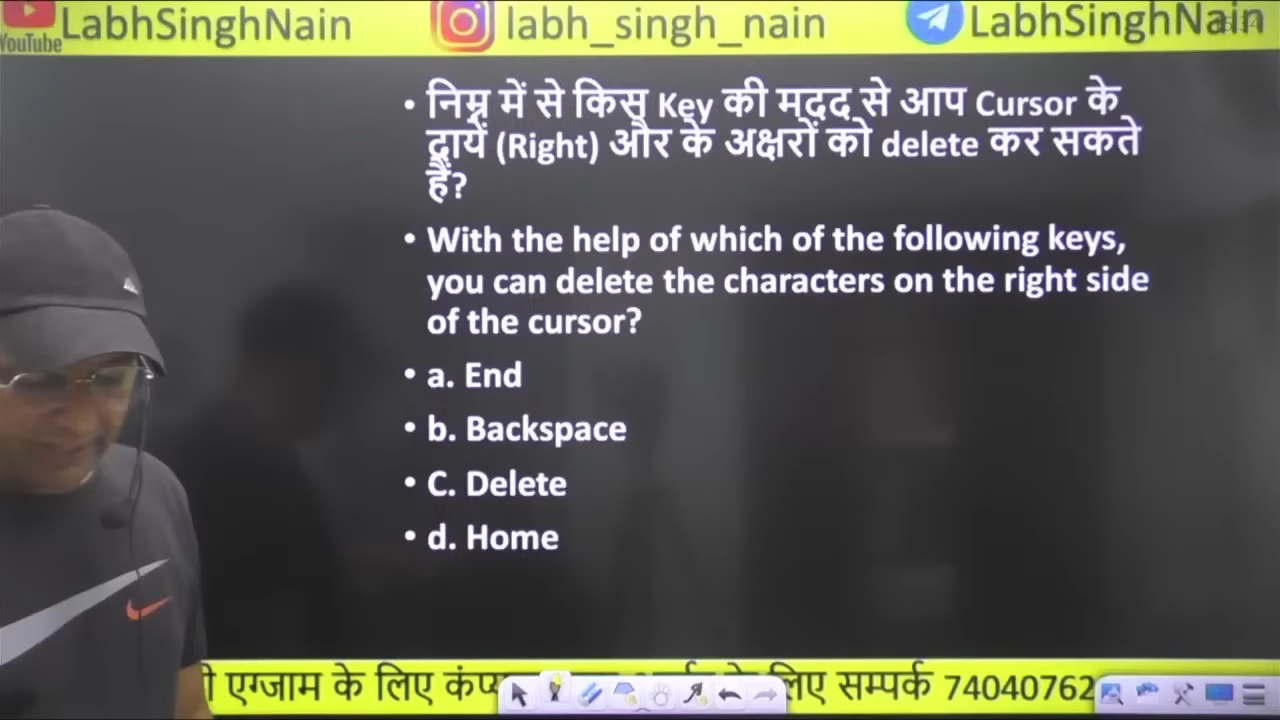 YouTube LabhSinghNain labh_singh_nain LabhSinghNain
• निम्न में से किस Key की मदद से आप Cursor के
दायें (Right) और के अक्षरों को delete कर सकते
हैं?
• With the help of which of the following keys,
you can delete the characters on the right side
of the cursor?
• a. End
• b. Backspace
• C. Delete
• d. Home
एग्जाम के लिए सम्पर्क 74040762